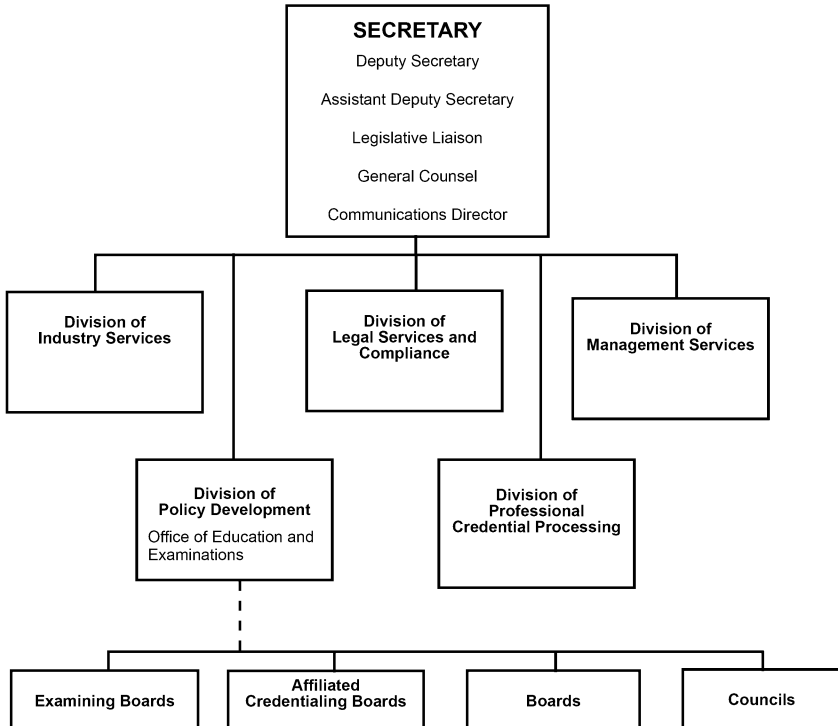 SECRETARY
Deputy Secretary
Assistant Deputy Secretary
Legislative Liaison
General Counsel
Communications Director
Division of
Industry Services
Division of
Legal Services and
Compliance
Division of
Management Services
Division of
Policy Development
Office of Education and
Examinations
Division of
Professional
Credential Processing
Examining Boards
Affiliated
Credentialing Boards
Boards
Councils